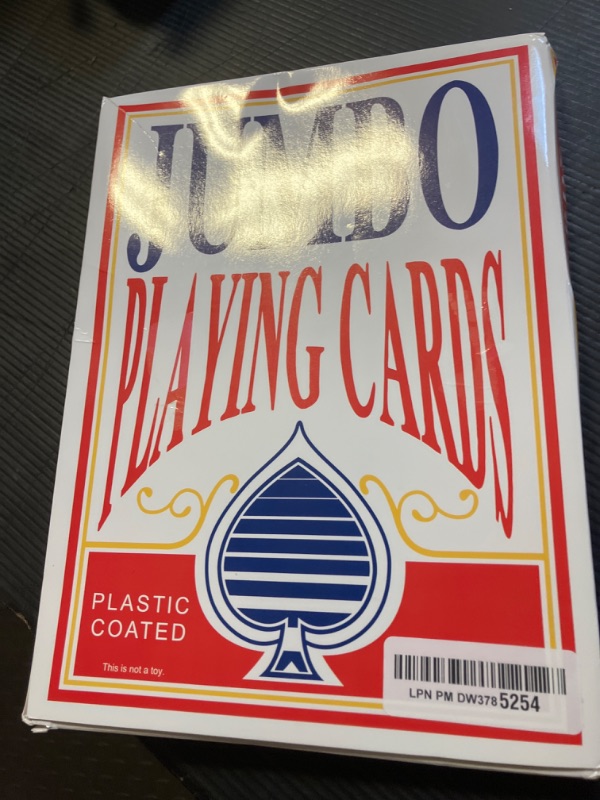 JUMBO
PLAYING CARDS
PLASTIC
COATED
This is not a toy.
LPN PM DW3785254